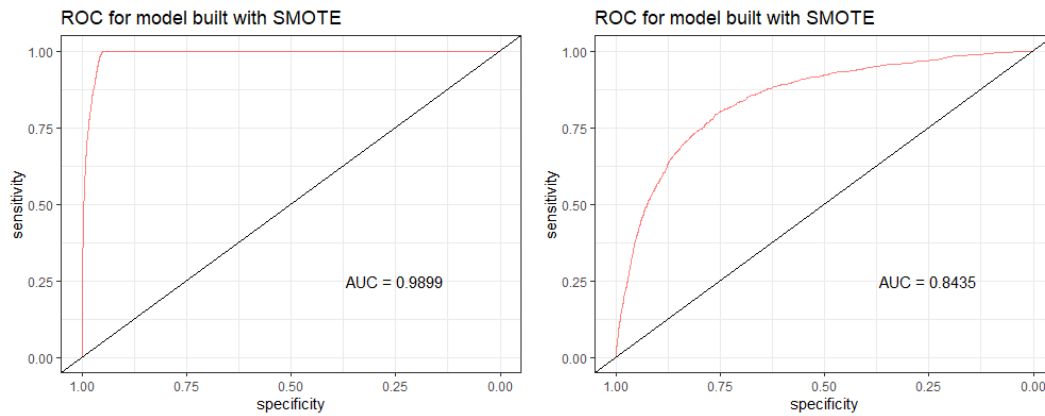 ROC for model built with SMOTE
1.00
0.75
0.50
0.25
0.00
sensitivity
AUC = 0.9899
1.00 0.75 0.50 0.25 0.00
specificity
ROC for model built with SMOTE
1.00
0.75
0.50
0.25
0.00
sensitivity
AUC = 0.8435
1.00 0.75 0.50 0.25 0.00
specificity